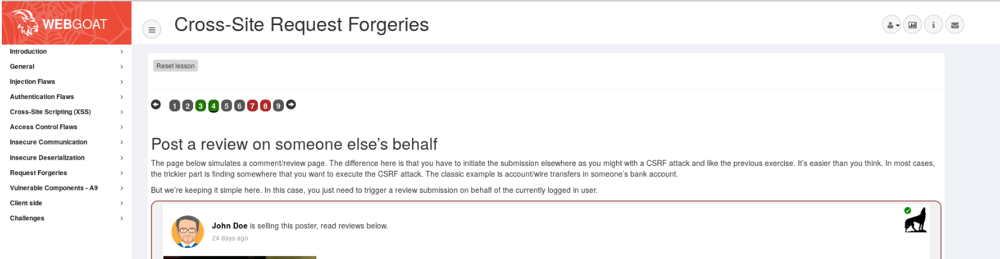 WEBGOAT
Cross-Site Request Forgeries
Introduction
General
Injection Flaws
Authentication Flaws
Cross-Site Scripting (XSS)
Access Control Flaws
Insecure Communication
Insecure Deserialization
Request Forgeries
Vulnerable Components - A9
Client side
Challenges
Reset lesson
1 2 3 4 5 6 7 8 9
Post a review on someone else’s behalf
The page below simulates a comment/review page. The difference here is that you have to initiate the submission elsewhere as you might with a CSRF attack and like the previous exercise. It’s easier than you think. In most cases,
the trickier part is finding somewhere that you want to execute the CSRF attack. The classic example is account/wire transfers in someone’s bank account.
But we’re keeping it simple here. In this case, you just need to trigger a review submission on behalf of the currently logged in user.
John Doe is selling this poster, read reviews below.
24 days ago